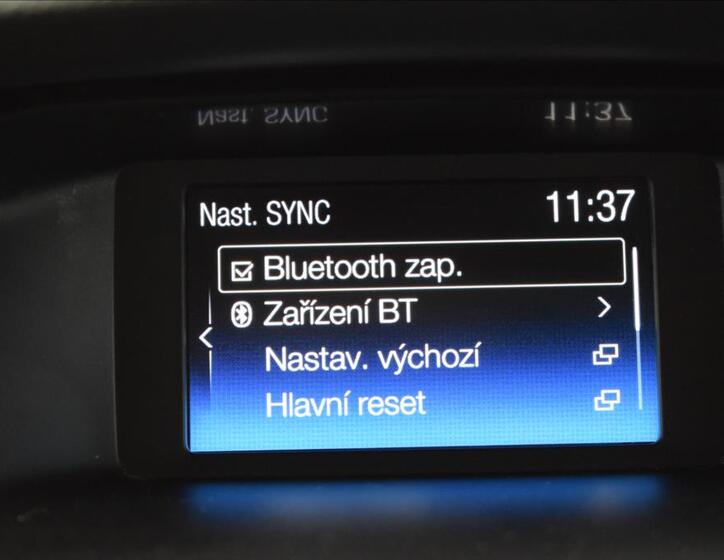 Nast. SYNC 11:37
Bluetooth zap.
Zařízení BT
Nastav. výchozí
Hlavní reset